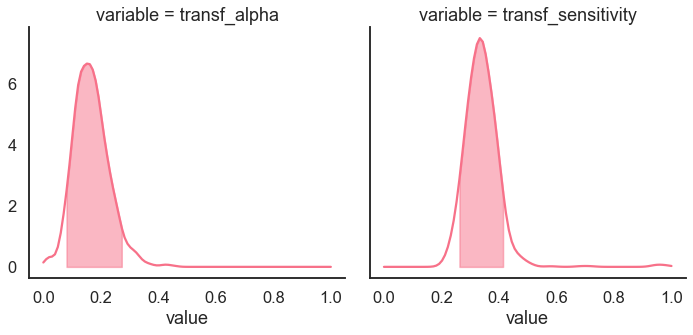 variable = transf_alpha
variable = transf_sensitivity
6
4
2
0
0.0 0.2 0.4 0.6 0.8 1.0
0.0 0.2 0.4 0.6 0.8 1.0
value
value